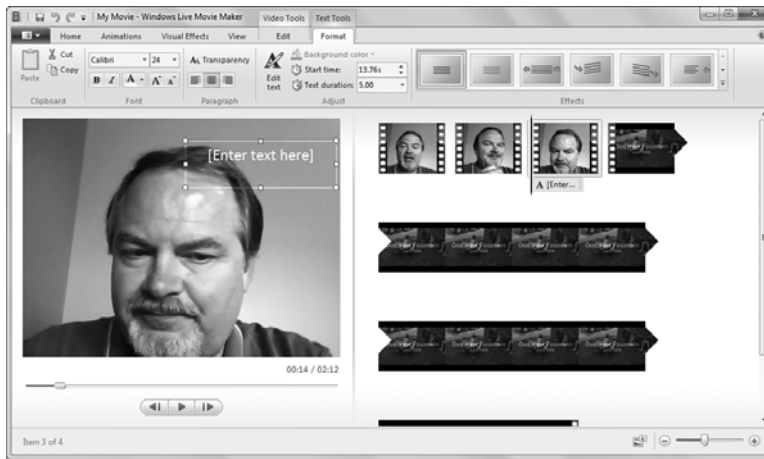 My Movie - Windows Live Movie Maker
Video Tools
Text Tools
Home
Animations
Visual Effects
View
Edit
Format
Paste
Cut
Copy
Clipboard
Calibri
24
B I A A A
Font
Transparency
Paragraph
Edit text
Background color
Start time: 13.76s
Text duration: 5.00
Adjust
Effects
[Enter text here]
A [Enter...
00:14 / 02:12
Item 3 of 4